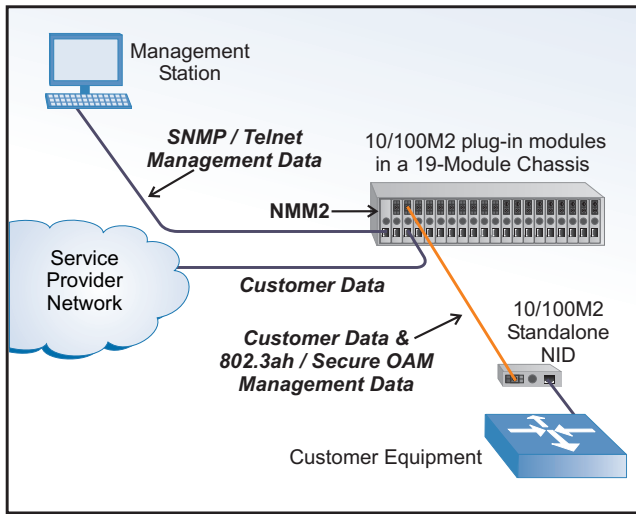 Management
Station
SNMP / Telnet
Management Data
10/100M2 plug-in modules
in a 19-Module Chassis
NMM2
Service
Provider
Network
Customer Data
Customer Data &
802.3ah / Secure OAM
Management Data
10/100M2
Standalone
NID
Customer Equipment